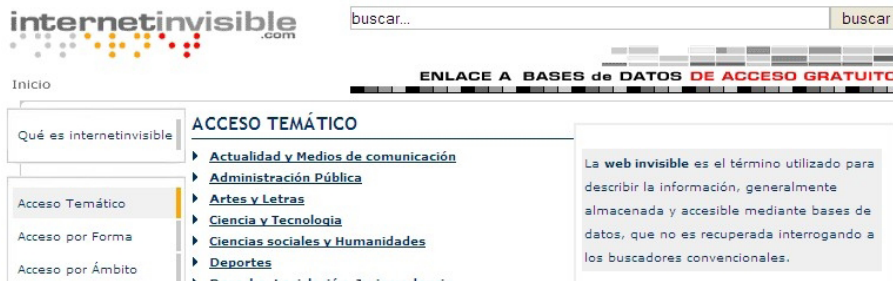 internetinvisible
.com
buscar...
buscar
ENLACE A BASES de DATOS DE ACCESO GRATUITO
Inicio
Qué es internetinvisible
Acceso Temático
Acceso por Forma
Acceso por Ámbito
ACCESO TEMÁTICO
Actualidad y Medios de comunicación
Administración Pública
Artes y Letras
Ciencia y Tecnologia
Ciencias sociales y Humanidades
Deportes
La web invisible es el término utilizado para
describir la información, generalmente
almacenada y accesible mediante bases de
datos, que no es recuperada interrogando a
los buscadores convencionales.